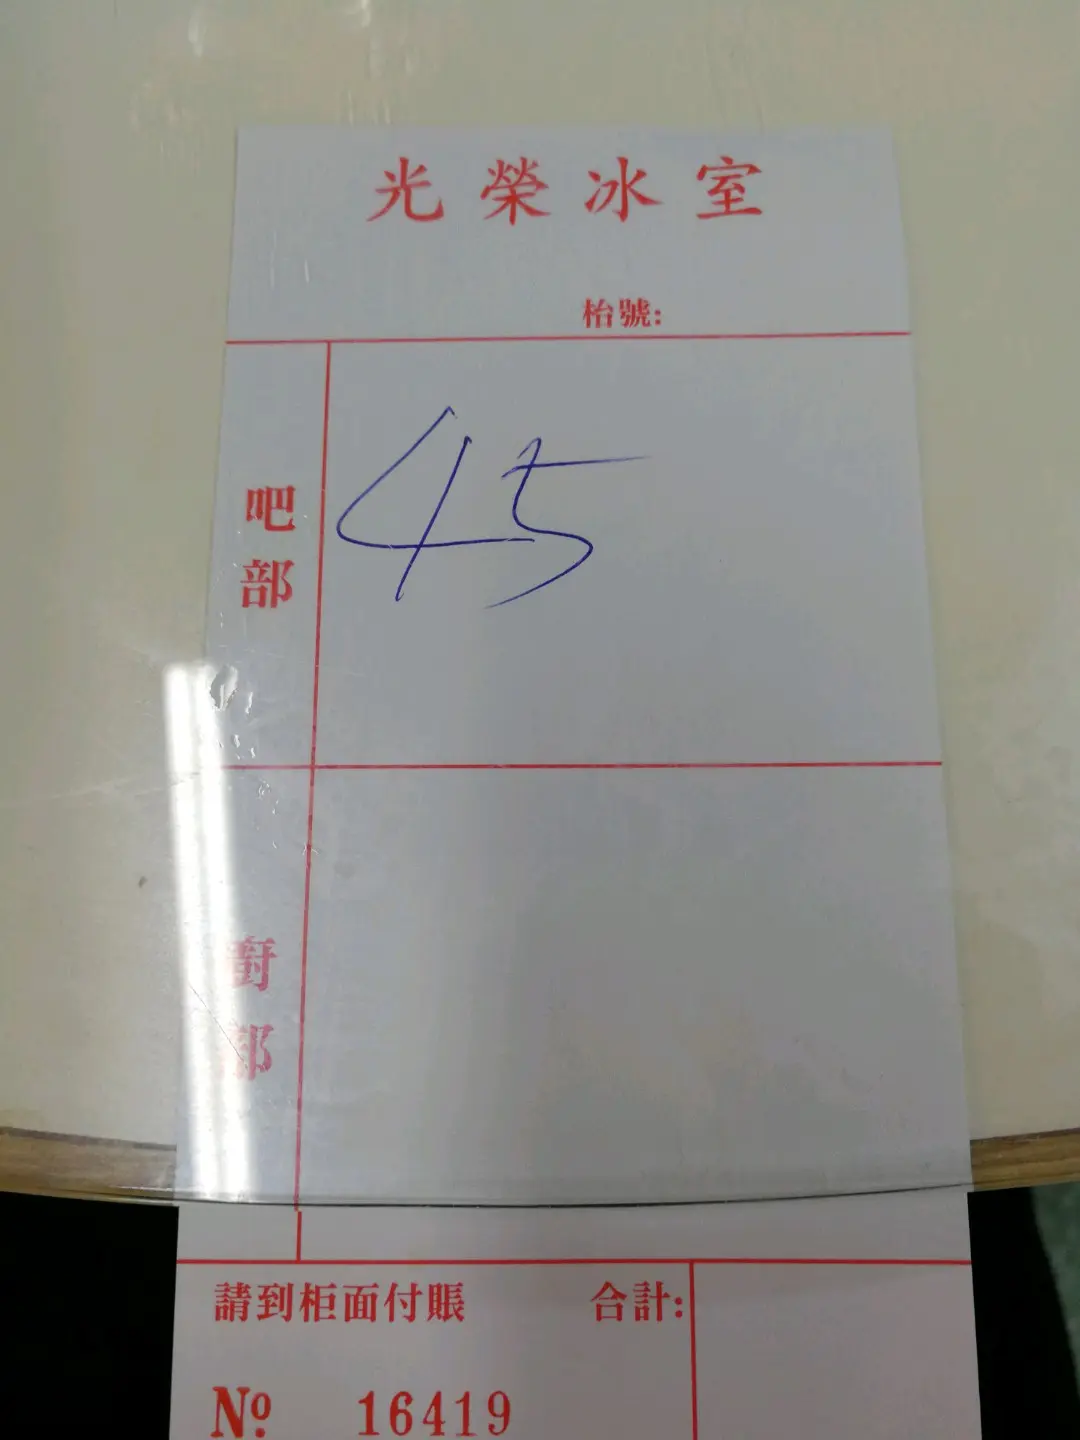 光榮冰室
枱號:
吧部
45
廚部
請到柜面付賬 合計:
Nº 16419